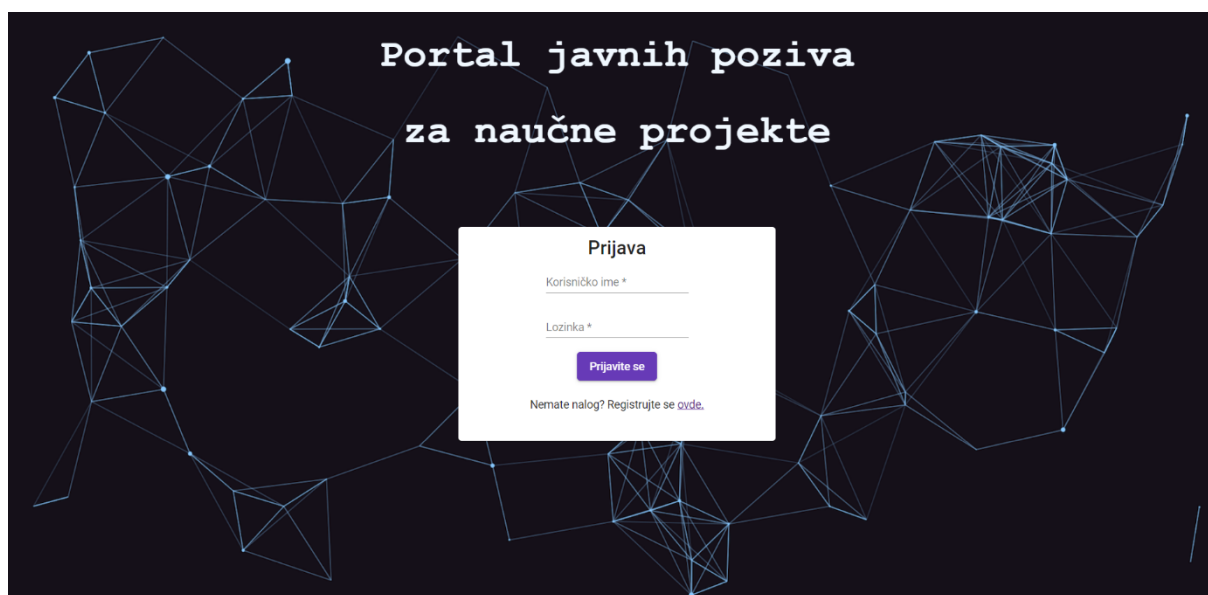 Portal javnih poziva
za naučne projekte
Prijava
Korisničko ime *
Lozinka *
Prijavite se
Nemate nalog? Registrujte se ovde.